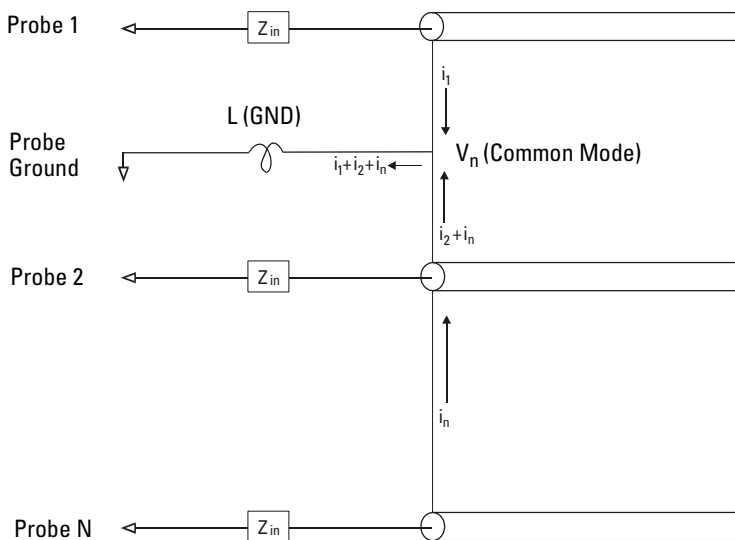 Probe 1
Z in
i1
L (GND)
Probe
Ground
i1+i2+in
Vn (Common Mode)
i2+in
Probe 2
Z in
in
Probe N
Z in